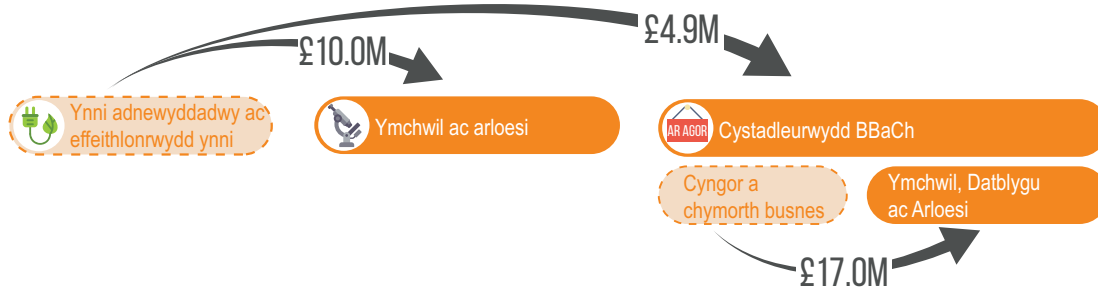 £10.0M
£4.9M
Ynni adnewyddadwy ac
effeithlonrwydd ynni
Ymchwil ac arloesi
AR AGOR
Cystadleurwydd BBaCh
Cyngor a
chymorth busnes
Ymchwil, Datblygu
ac Arloesi
£17.0M